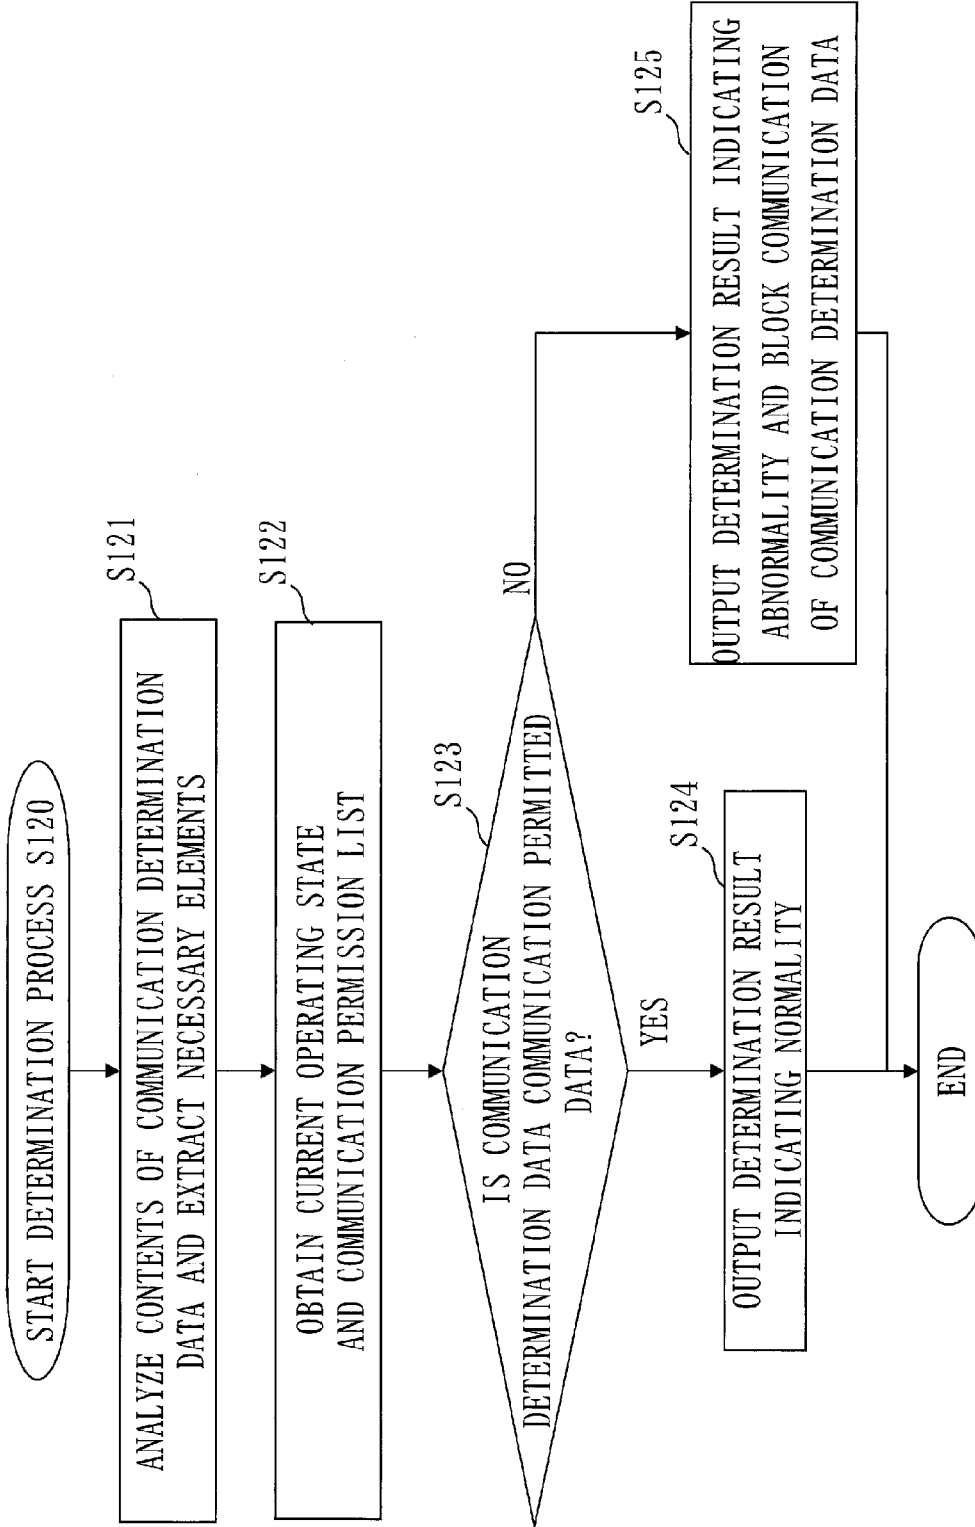 START DETERMINATION PROCESS S120
S121
ANALYZE CONTENTS OF COMMUNICATION DETERMINATION
DATA AND EXTRACT NECESSARY ELEMENTS
S122
OBTAIN CURRENT OPERATING STATE
AND COMMUNICATION PERMISSION LIST
S123
IS COMMUNICATION
DETERMINATION DATA COMMUNICATION PERMITTED
DATA?
NO
YES
S124
OUTPUT DETERMINATION RESULT
INDICATING NORMALITY
S125
OUTPUT DETERMINATION RESULT INDICATING
ABNORMALITY AND BLOCK COMMUNICATION
OF COMMUNICATION DETERMINATION DATA
END